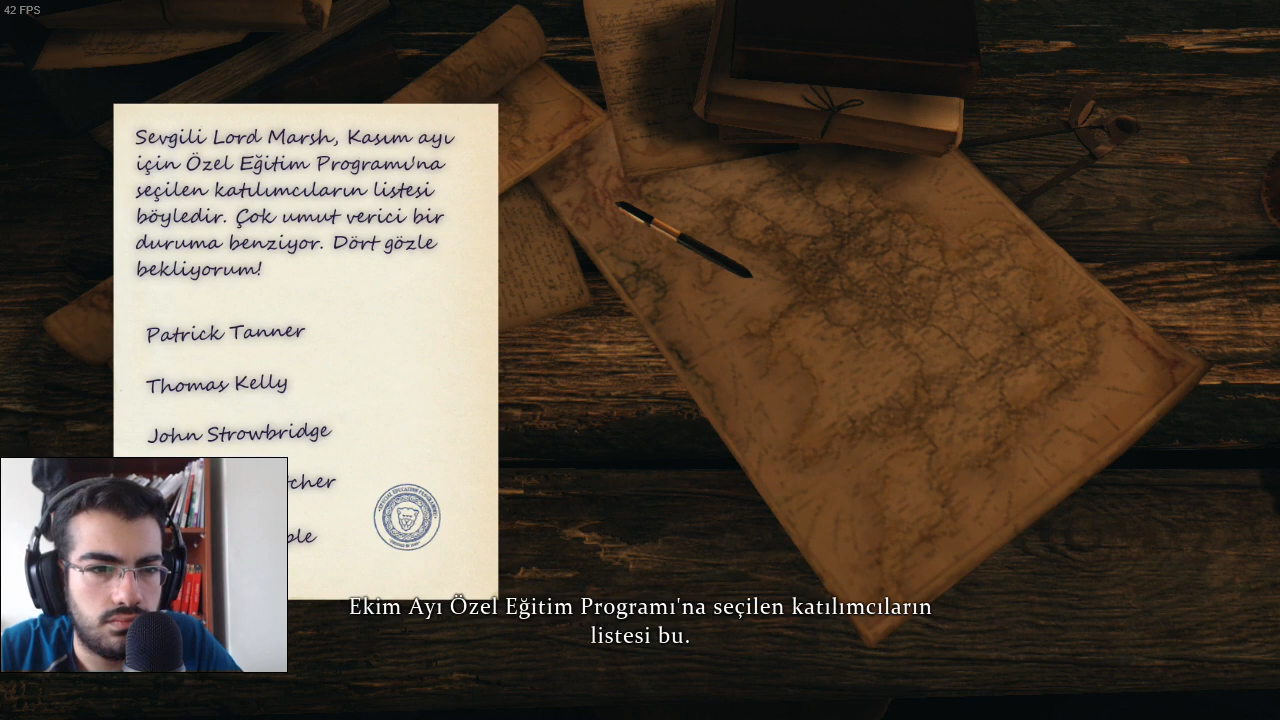 42 FPS
Sevgili Lord Marsh, Kasım ayı
için Özel Eğitim Programı'na
seçilen katılımcıların listesi
böyledir. Çok umut verici bir
duruma benziyor. Dört gözle
bekliyorum!
Patrick Tanner
Thomas Kelly
John Strowbridge
Ekim Ayı Özel Eğitim Programı'na seçilen katılımcıların
listesi bu.